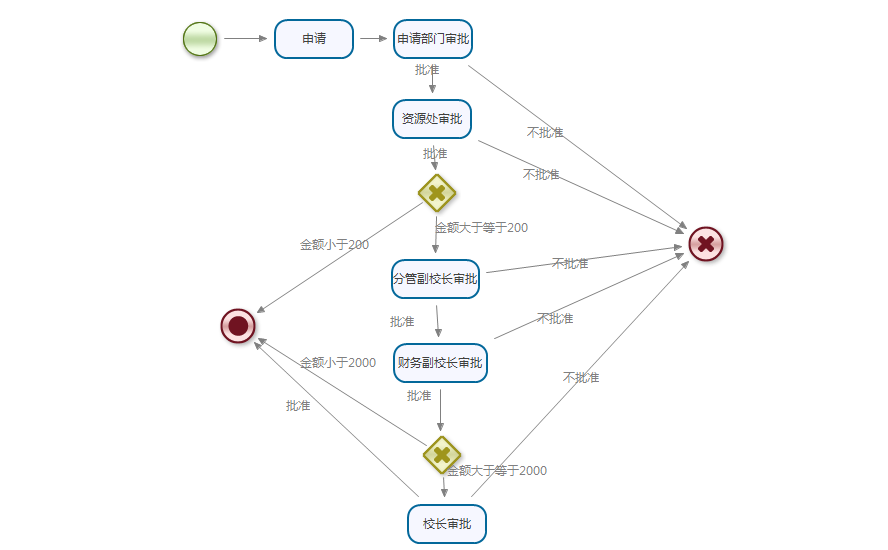 申请
申请部门审批
批准
不批准
资源处审批
批准
不批准
金额小于200
金额大于等于200
不批准
分管副校长审批
批准
不批准
金额小于2000
财务副校长审批
不批准
批准
批准
金额大于等于2000
校长审批